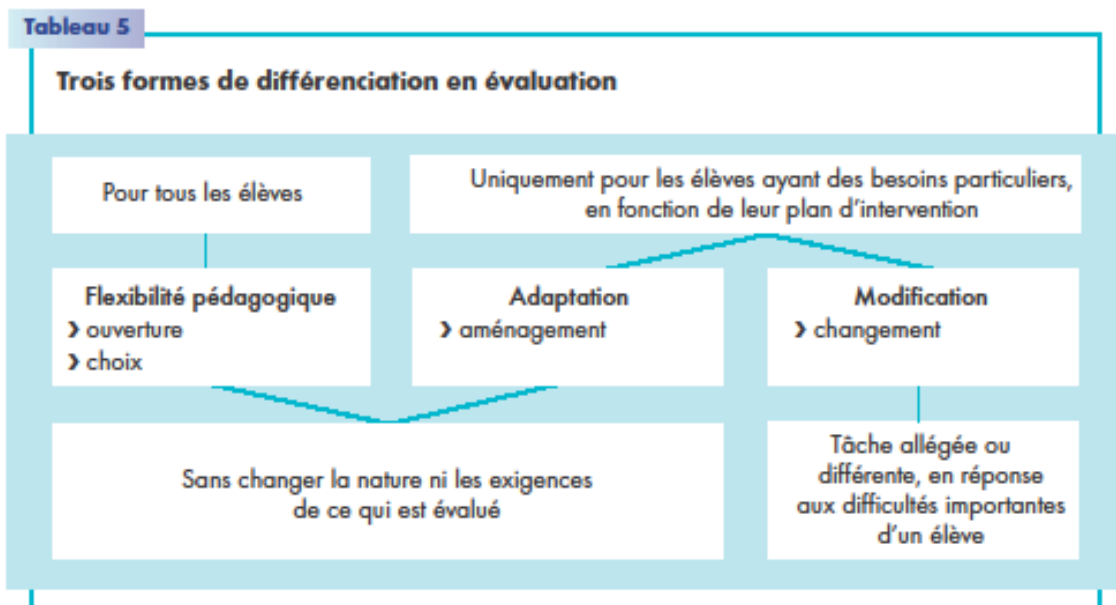 Tableau 5
Trois formes de différenciation en évaluation
Pour tous les élèves
Uniquement pour les élèves ayant des besoins particuliers,
en fonction de leur plan d'intervention
Flexibilité pédagogique
❯ ouverture
❯ choix
Adaptation
❯ aménagement
Modification
❯ changement
Sans changer la nature ni les exigences
de ce qui est évalué
Tâche allégée ou
différente, en réponse
aux difficultés importantes
d'un élève